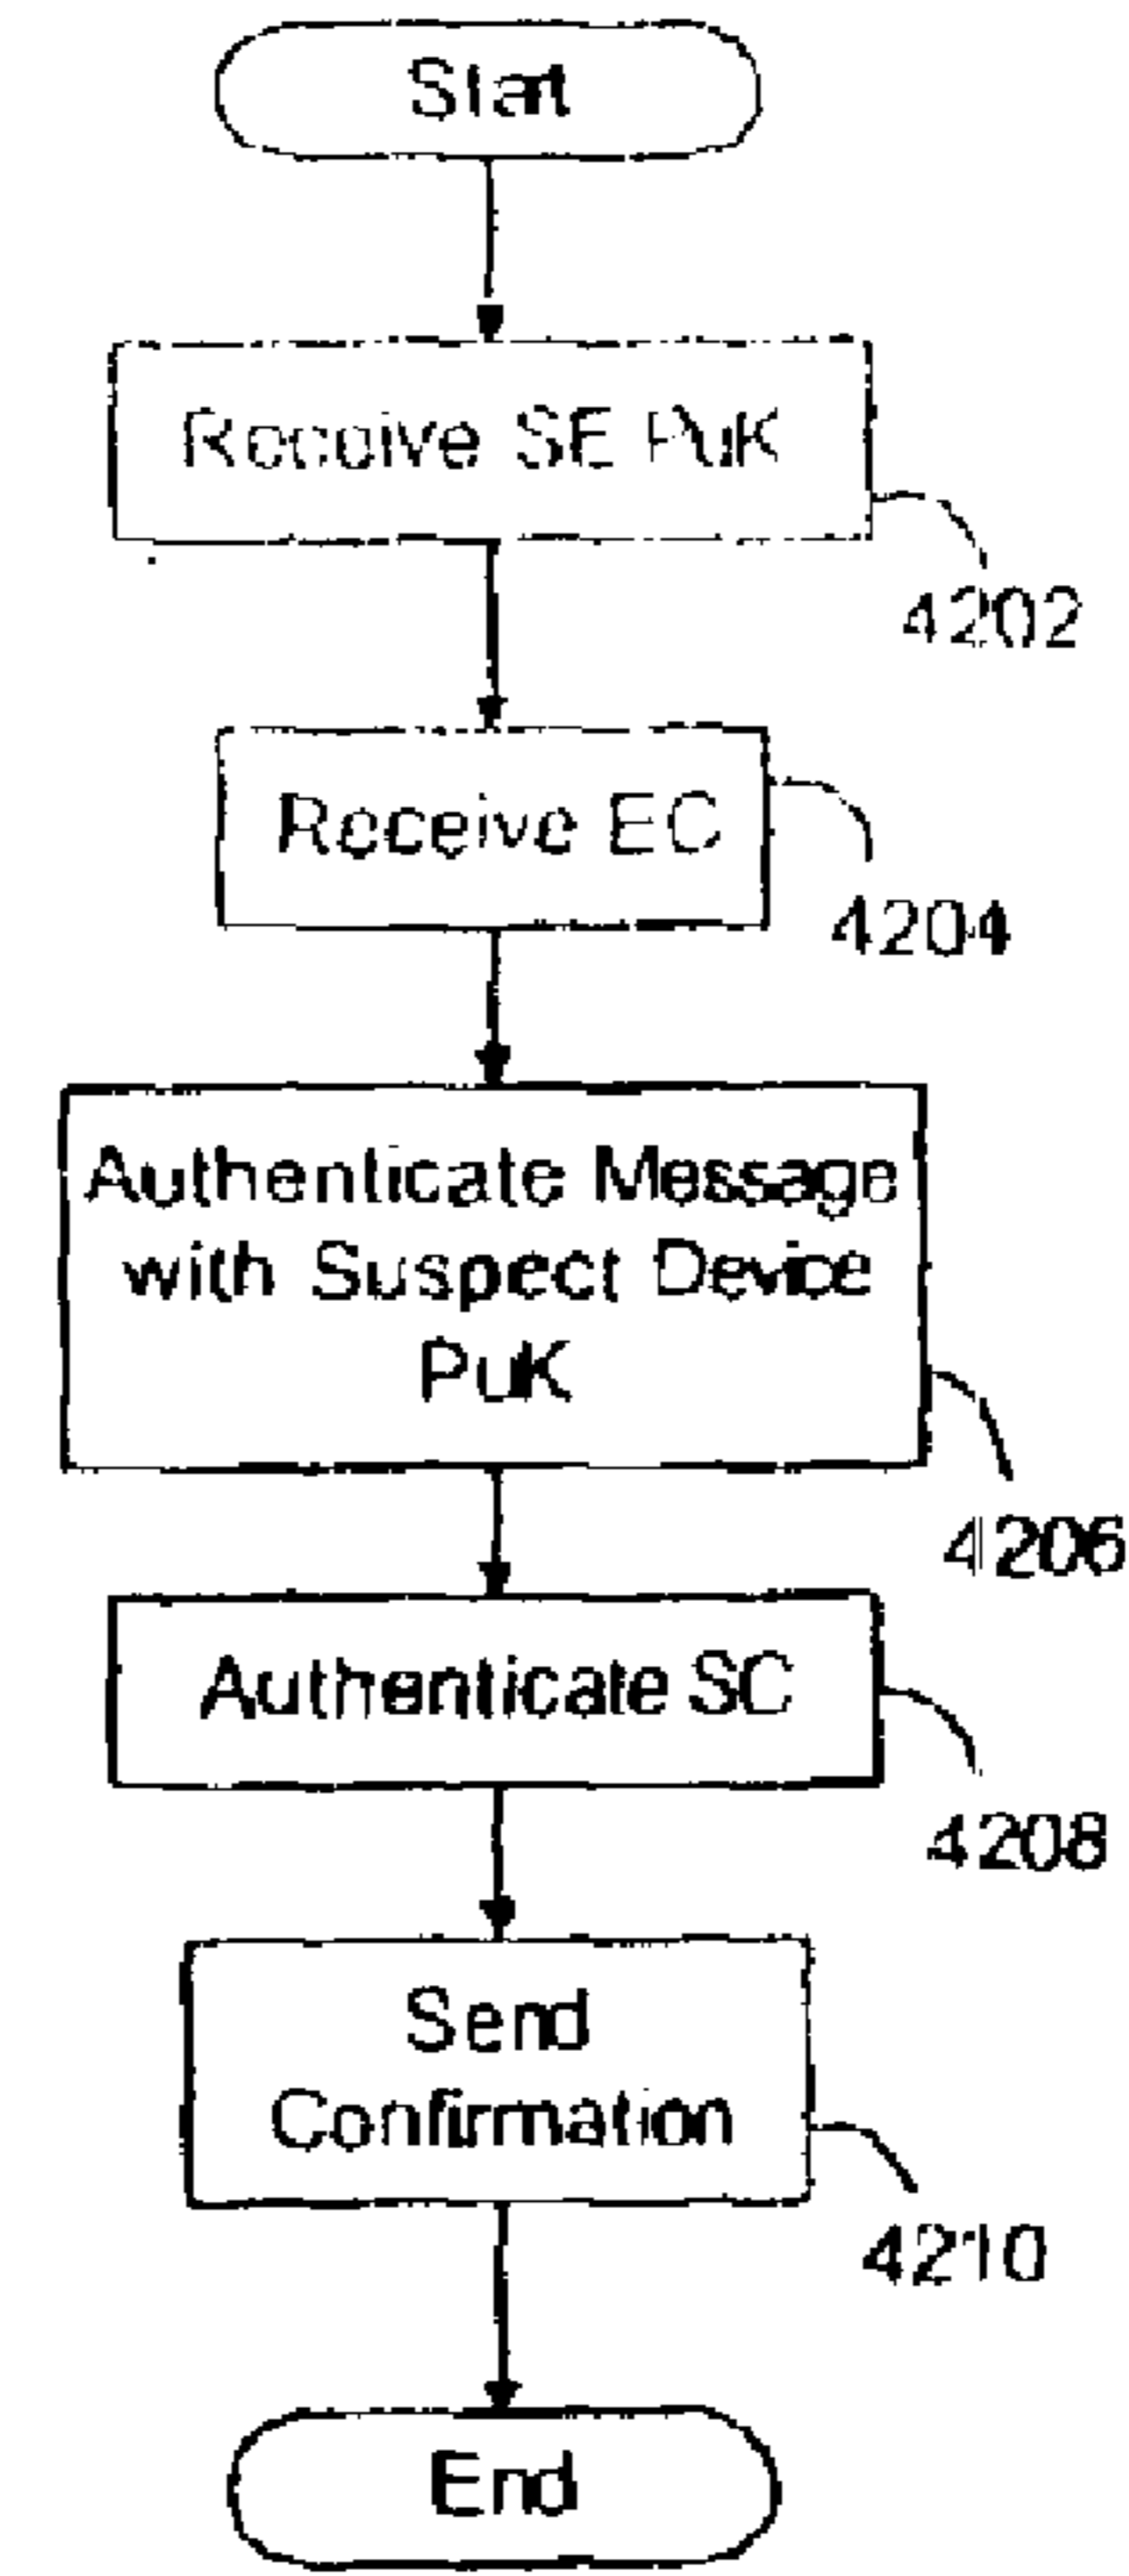 Start
Receive SE PuK
4202
Receive EC
4204
Authenticate Message
with Suspect Device
PuK
4206
Authenticate SC
4208
Send
Confirmation
4210
End